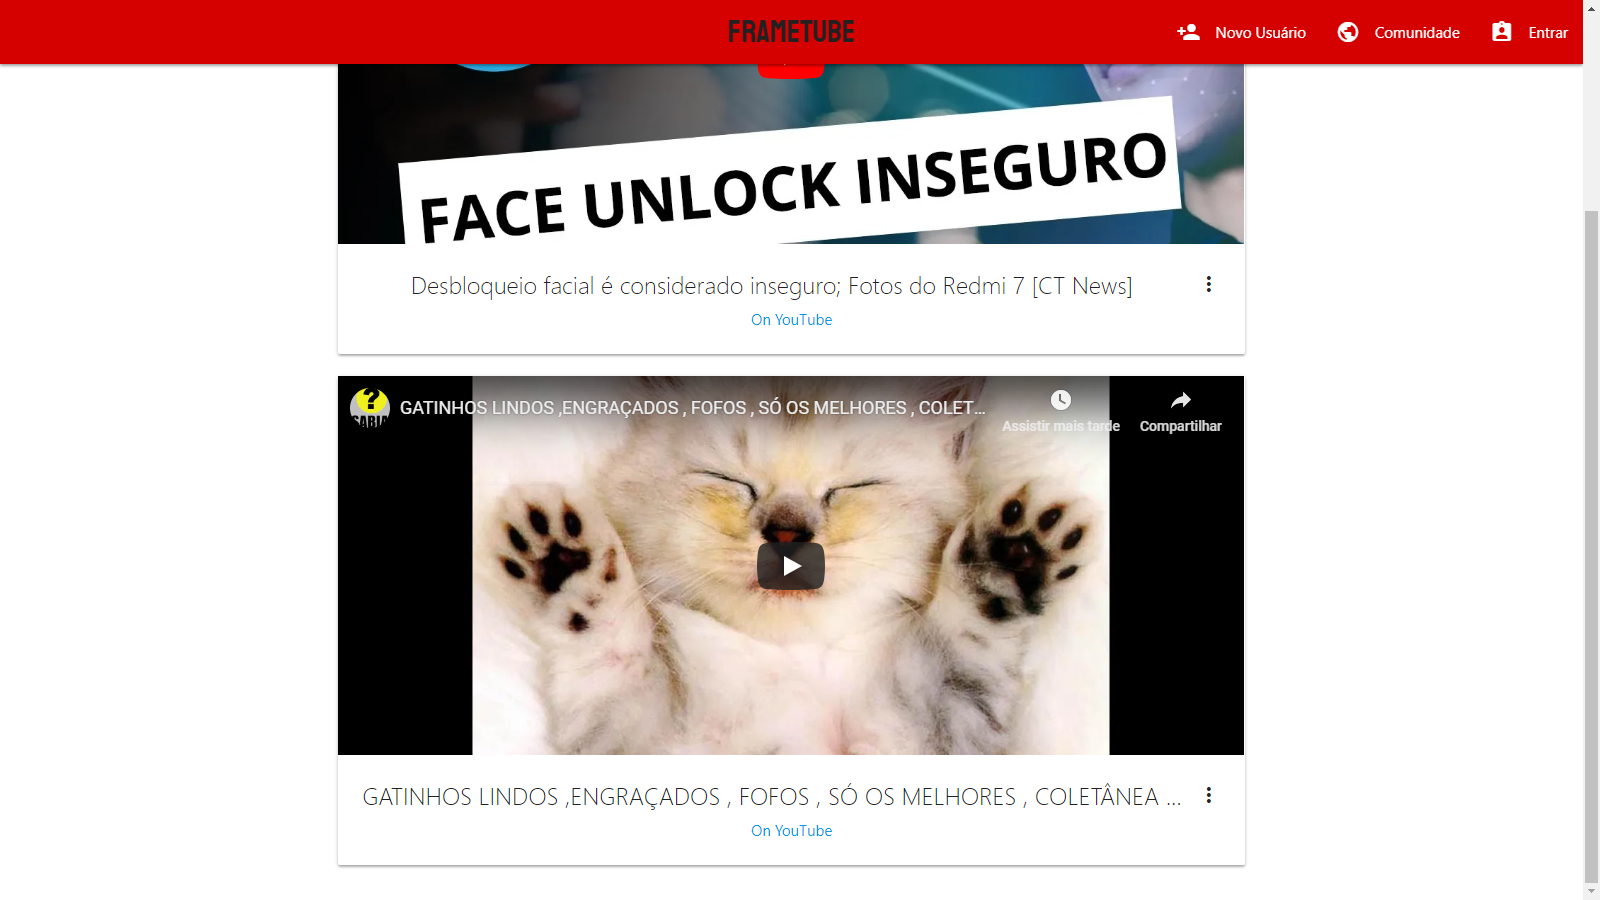 FRAMETUBE
Novo Usuário
Comunidade
Entrar
FACE UNLOCK INSEGURO
Desbloqueio facial é considerado inseguro; Fotos do Redmi 7 [CT News]
On YouTube
?
SABIA
GATINHOS LINDOS ,ENGRAÇADOS , FOFOS , SÓ OS MELHORES , COLET...
Assistir mais tarde
Compartilhar
GATINHOS LINDOS ,ENGRAÇADOS , FOFOS , SÓ OS MELHORES , COLETÂNEA ...
On YouTube